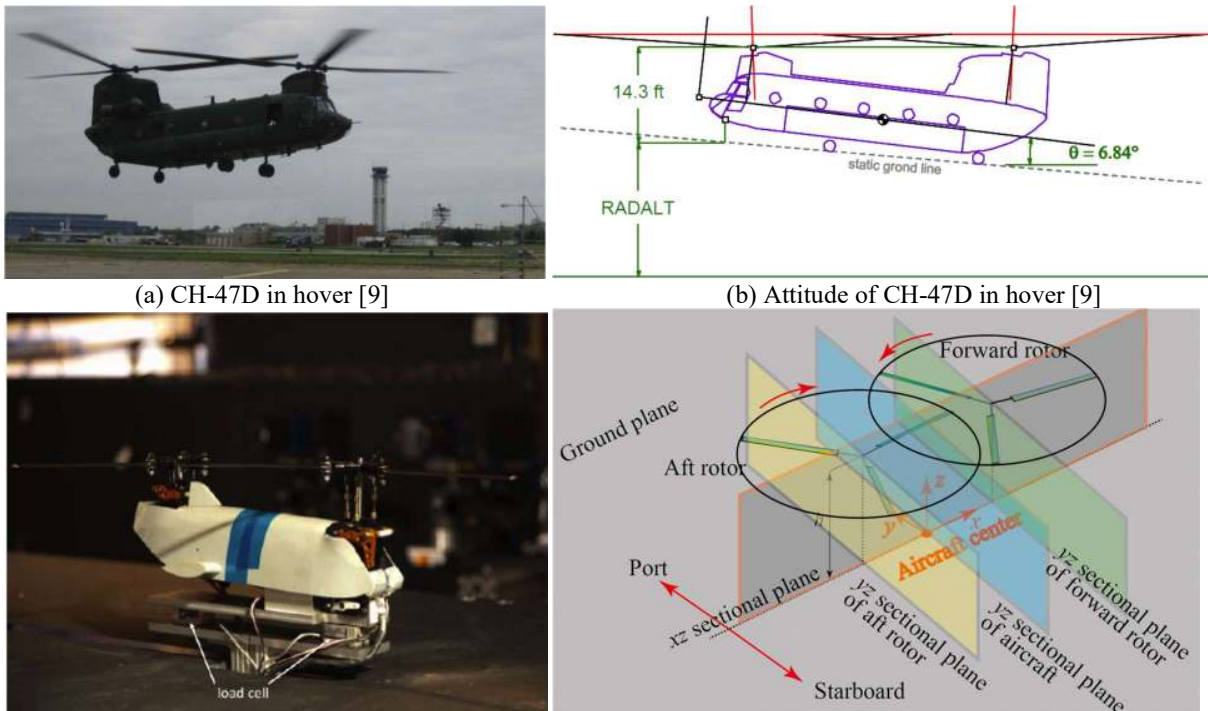 14.3 ft
θ = 6.84°
static grond line
RADALT
(a) CH-47D in hover [9]
(b) Attitude of CH-47D in hover [9]
load cell
Forward rotor
Ground plane
Aft rotor
z
h
y
x
Aircraft center
Port
xz sectional plane
yz sectional plane
of aft rotor
yz sectional plane
of aircraft
yz sectional plane
of forward rotor
Starboard